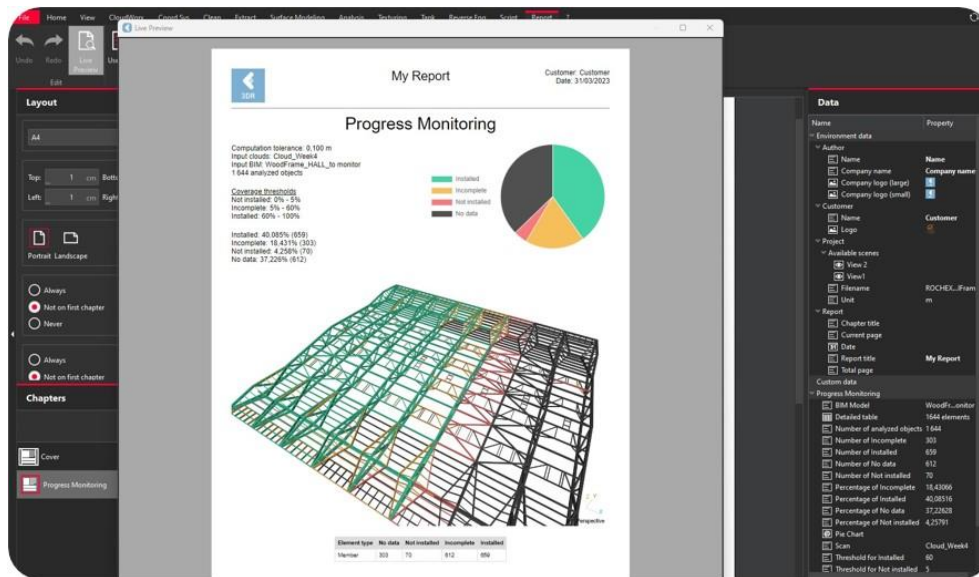 File Home View CloudWorx Coord Sys Clean Extract Surface Modeling Analysis Texturing Tank Reverse Eng Script Report
Live Preview
Undo Redo Live Preview
Edit
Layout
A4
Top: 1 cm
Left: 1 cm
Portrait Landscape
Always
Not on first chapter
Never
Always
Not on first chapter
Chapters
Cover
Progress Monitoring
3DR
My Report
Customer: Customer
Date: 31/03/2023
Progress Monitoring
Computation tolerance: 0,100 m
Input clouds: Cloud_Week4
Input BIM: WoodFrame_HALL_to monitor
1 644 analyzed objects
Coverage thresholds
Not installed: 0% - 5%
Incomplete: 5% - 60%
Installed: 60% - 100%
Installed: 40,085% (659)
Incomplete: 18,431% (303)
Not installed: 4,258% (70)
No data: 37,226% (612)
Installed
Incomplete
Not installed
No data
Perspective
Element type No data Not installed Incomplete Installed
Member 303 70 612 659
Data
Name Property
Environment data
Author
Name Name
Company name Company name
Company logo (large)
Company logo (small)
Customer
Name Customer
Logo
Project
Available scenes
View 2
View1
Filename ROCHEX...IFram
Unit m
Report
Chapter title
Current page
Date
Report title My Report
Total page
Custom data
Progress Monitoring
BIM Model WoodFr...onitor
Detailed table 1644 elements
Number of analyzed objects 1 644
Number of Incomplete 303
Number of Installed 659
Number of No data 612
Number of Not installed 70
Percentage of Incomplete 18,43066
Percentage of Installed 40,08516
Percentage of No data 37,22628
Percentage of Not installed 4,25791
Pie Chart
Scan Cloud_Week4
Threshold for Installed 60
Threshold for Not installed 5